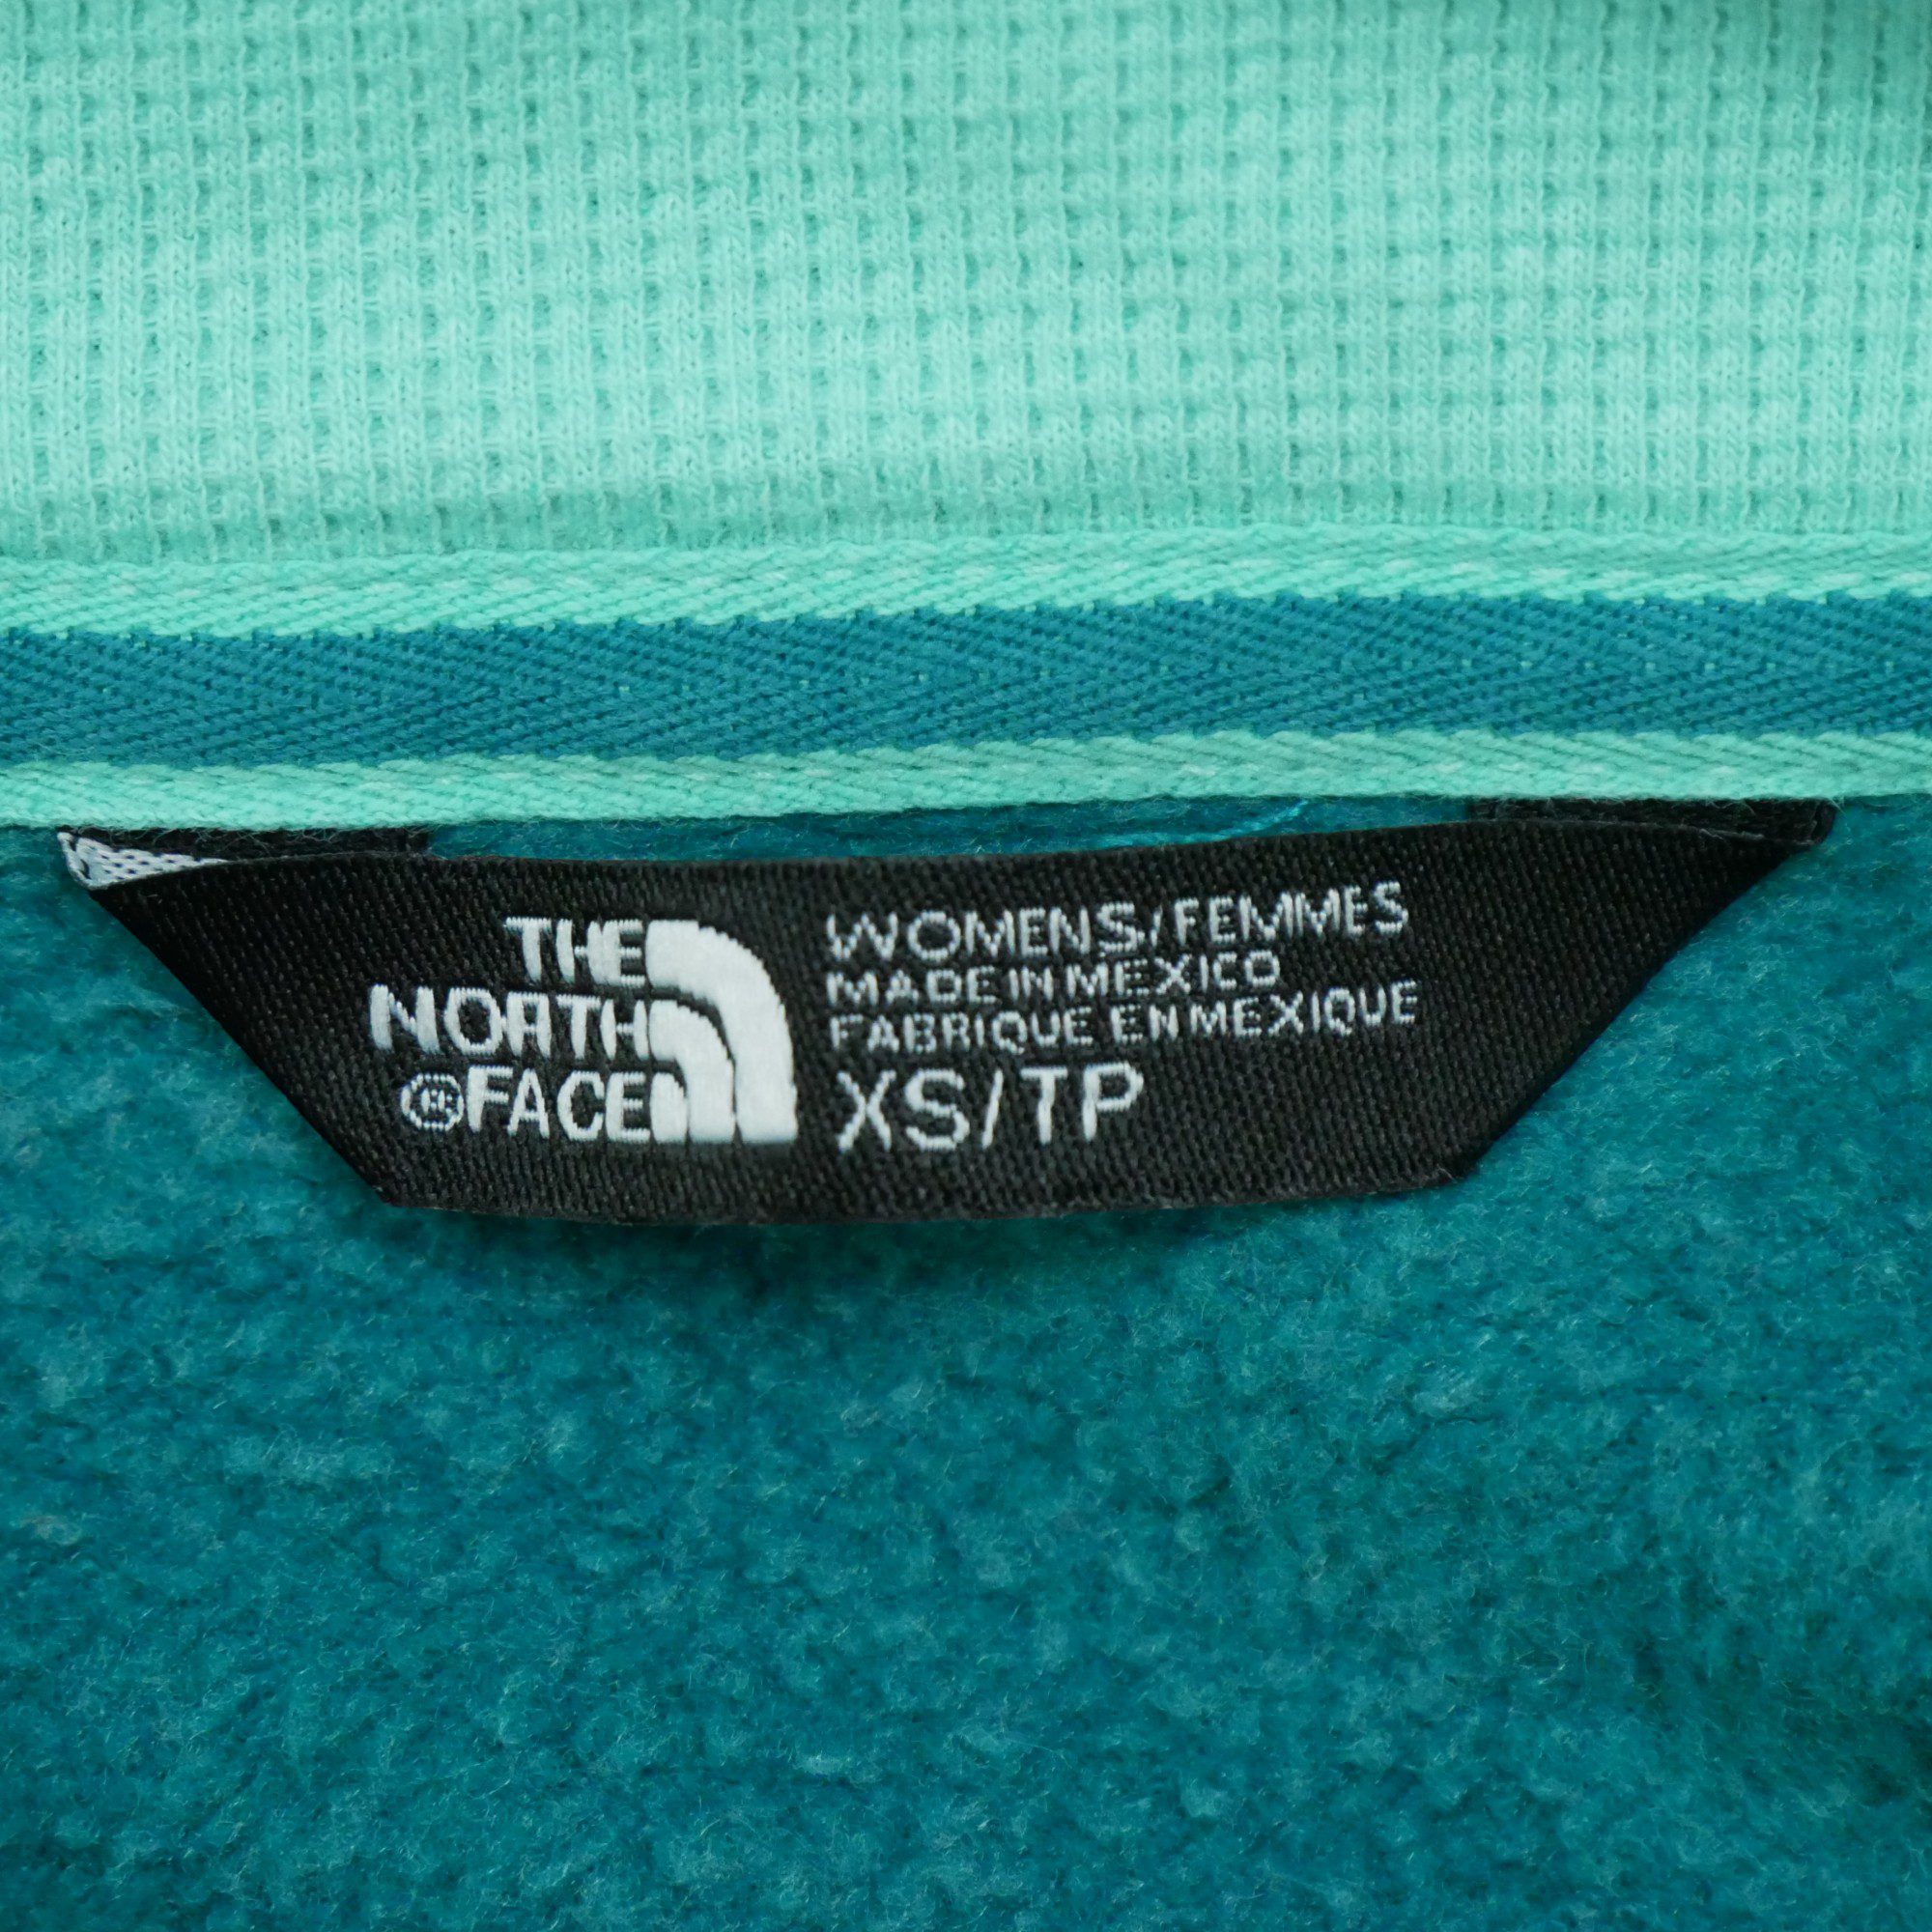 THE
NORTH
®FACE
WOMENS/FEMMES
MADE IN MEXICO
FABRIQUE EN MEXIQUE
XS/TP